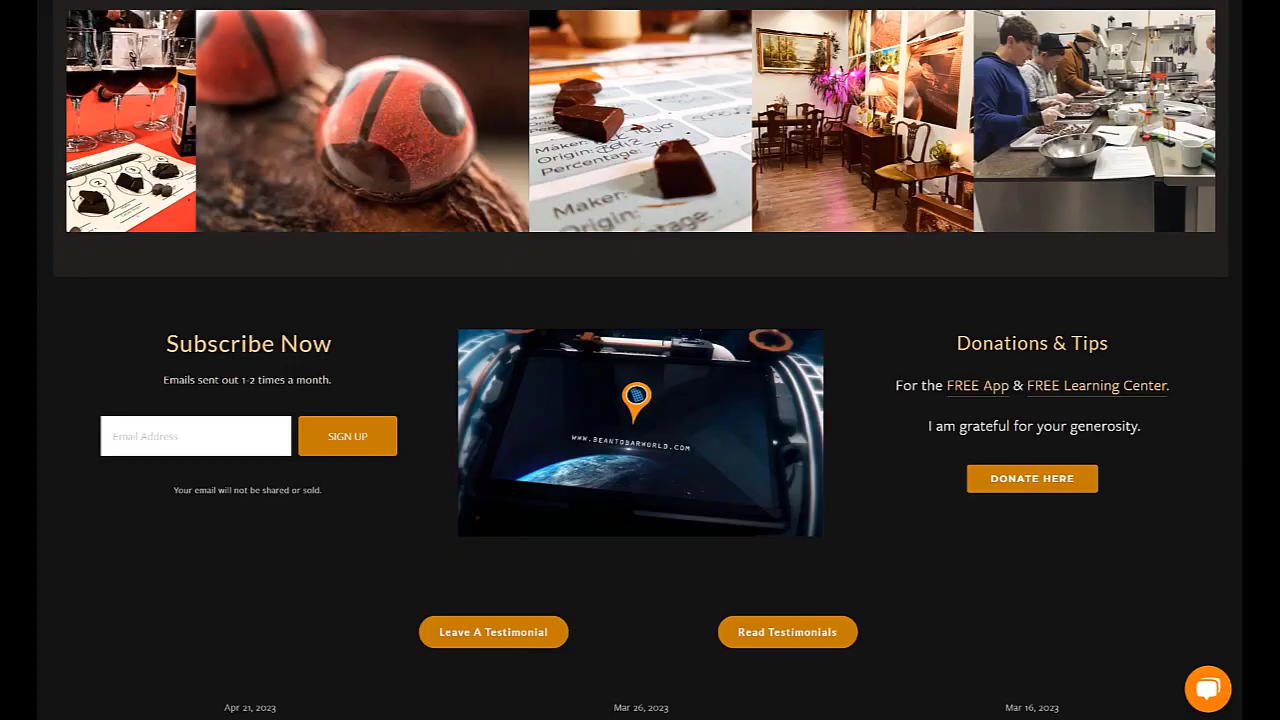 Maker:
Origin:
Percentage:
Maker:
Origin:
Subscribe Now
Emails sent out 1-2 times a month.
Email Address
SIGN UP
Your email will not be shared or sold.
WWW.BEANTOBARWORLD.COM
Donations & Tips
For the FREE App & FREE Learning Center.
I am grateful for your generosity.
DONATE HERE
Leave A Testimonial
Read Testimonials
Apr 21, 2023
Mar 26, 2023
Mar 16, 2023